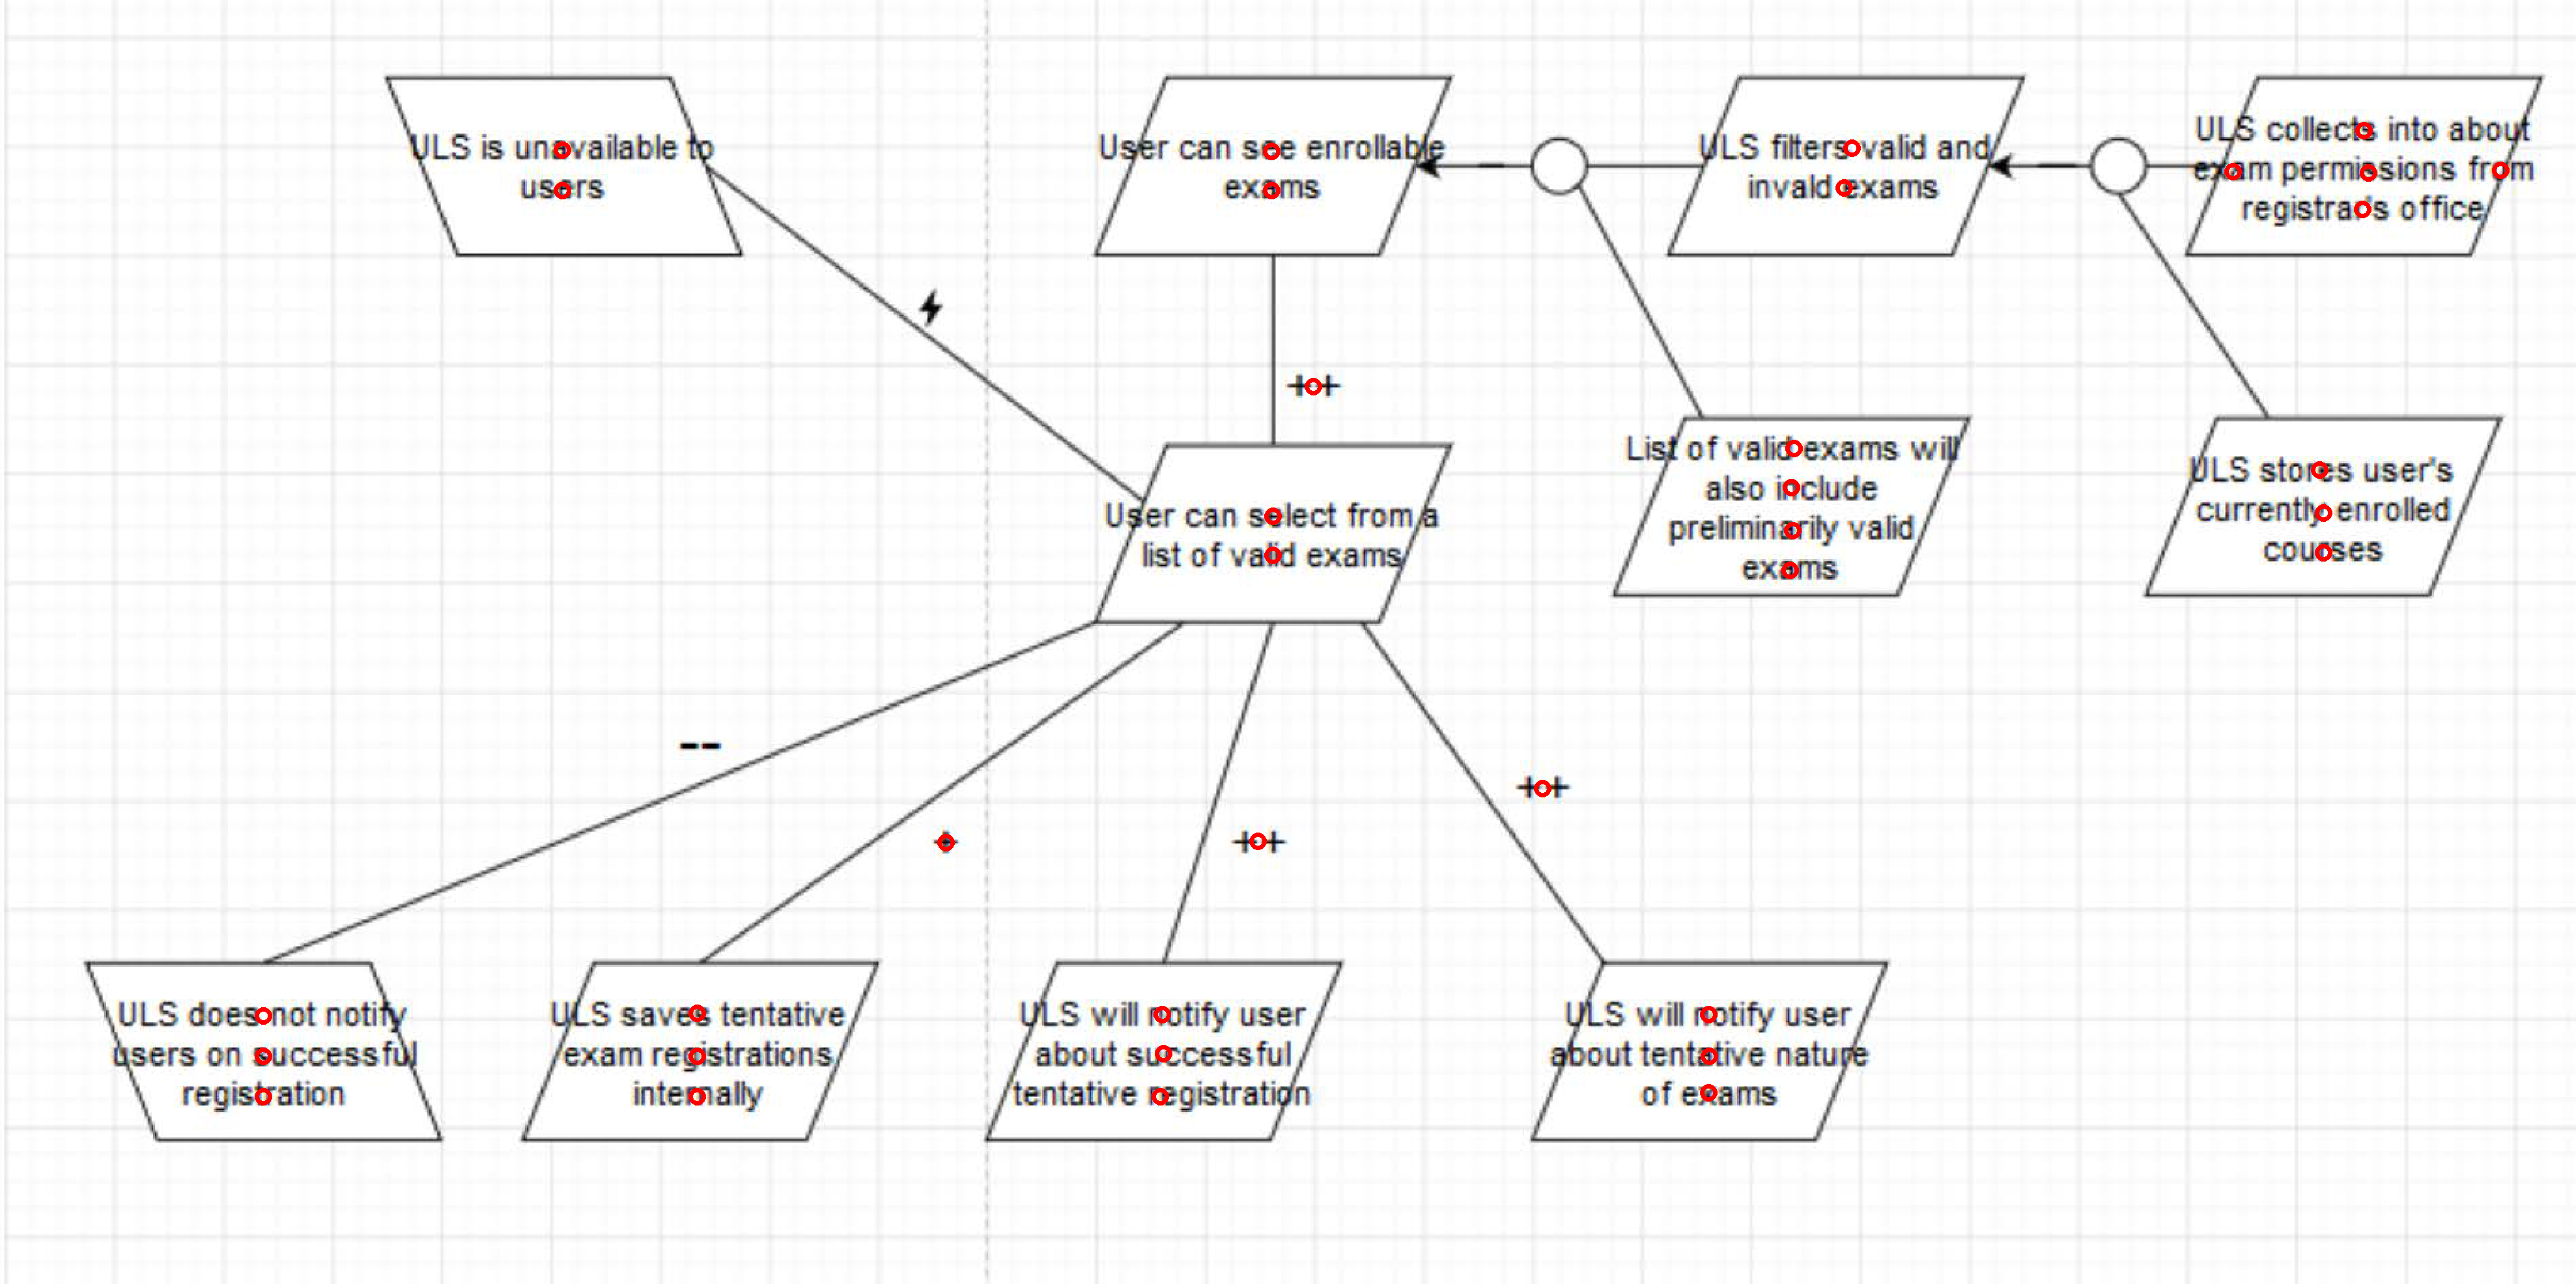 ULS is unavailable to
users
User can see enrollable
exams
ULS filters valid and
invald exams
ULS collects into about
exam permissions from
registrar's office
++
User can select from a
list of valid exams
List of valid exams will
also include
preliminarily valid
exams
ULS stores user's
currently enrolled
courses
--
+
++
++
ULS does not notify
users on successful
registration
ULS saves tentative
exam registrations
internally
ULS will notify user
about successful
tentative registration
ULS will notify user
about tentative nature
of exams